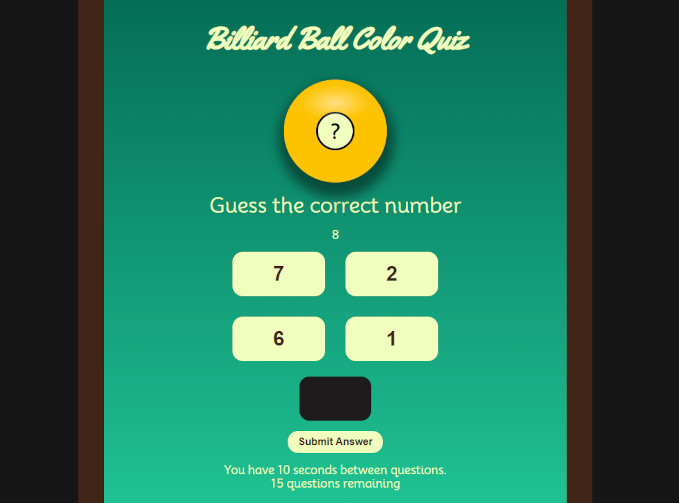 Billiard Ball Color Quiz
?
Guess the correct number
8
7 2
6 1
Submit Answer
You have 10 seconds between questions.
15 questions remaining